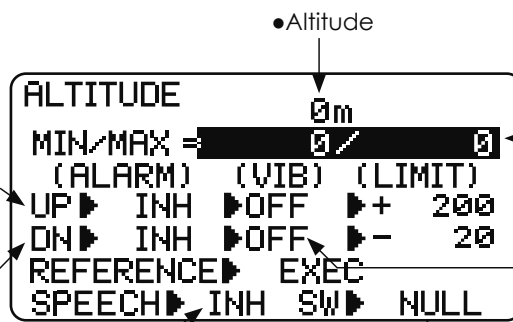 ●Altitude
ALTITUDE
0m
MIN/MAX = 0/ 0
(ALARM) (VIB) (LIMIT)
UP▶ INH ▶OFF ▶+ 200
DN▶ INH ▶OFF ▶- 20
REFERENCE▶ EXEC
SPEECH▶ INH SW▶ NULL